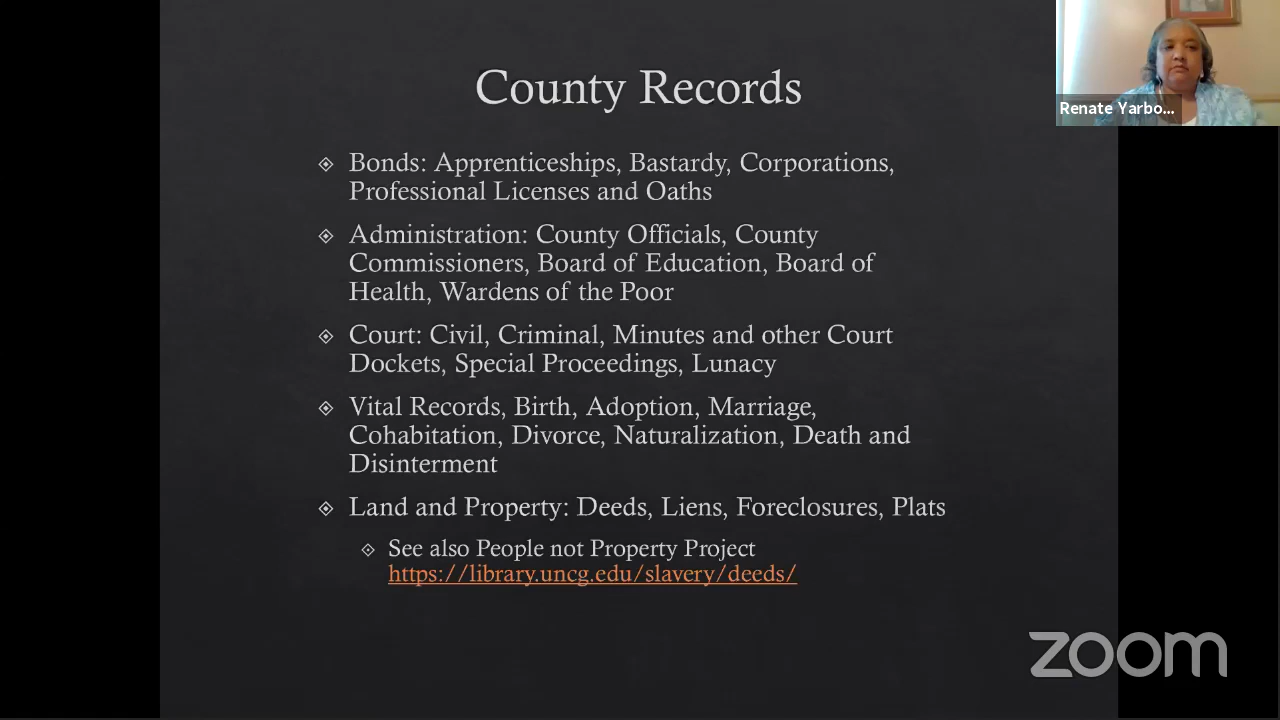 County Records
Renate Yarbo...
Bonds: Apprenticeships, Bastardy, Corporations,
Professional Licenses and Oaths
Administration: County Officials, County
Commissioners, Board of Education, Board of
Health, Wardens of the Poor
Court: Civil, Criminal, Minutes and other Court
Dockets, Special Proceedings, Lunacy
Vital Records, Birth, Adoption, Marriage,
Cohabitation, Divorce, Naturalization, Death and
Disinterment
Land and Property: Deeds, Liens, Foreclosures, Plats
See also People not Property Project
https://library.uncg.edu/slavery/deeds/
zoom